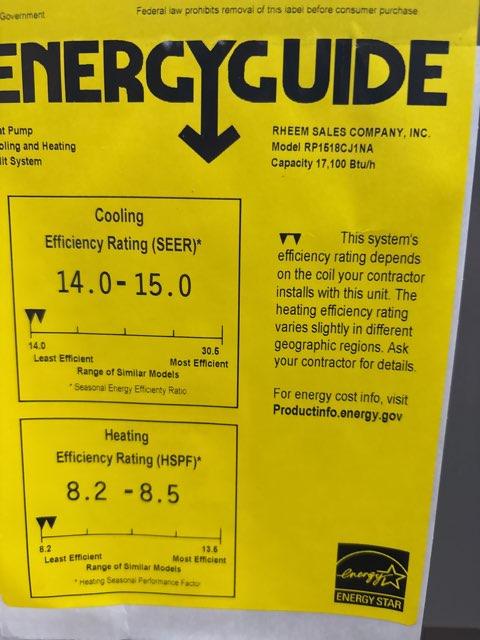 Government
Federal law prohibits removal of this label before consumer purchase
ENERGYGUIDE
at Pump
oling and Heating
lit System
RHEEM SALES COMPANY, INC.
Model RP1518CJ1NA
Capacity 17,100 Btu/h
Cooling
Efficiency Rating (SEER)*
14.0- 15.0
14.0
30.5
Least Efficient
Most Efficient
Range of Similar Models
* Seasonal Energy Efficienty Ratio
This system's
efficiency rating depends
on the coil your contractor
installs with this unit. The
heating efficiency rating
varies slightly in different
geographic regions. Ask
your contractor for details.
For energy cost info, visit
Productinfo.energy.gov
Heating
Efficiency Rating (HSPF)*
8.2 -8.5
8.2
13.5
Least Efficient
Most Efficient
Range of Similar Models
* Heating Seasonal Performance Factor
energy
ENERGY STAR